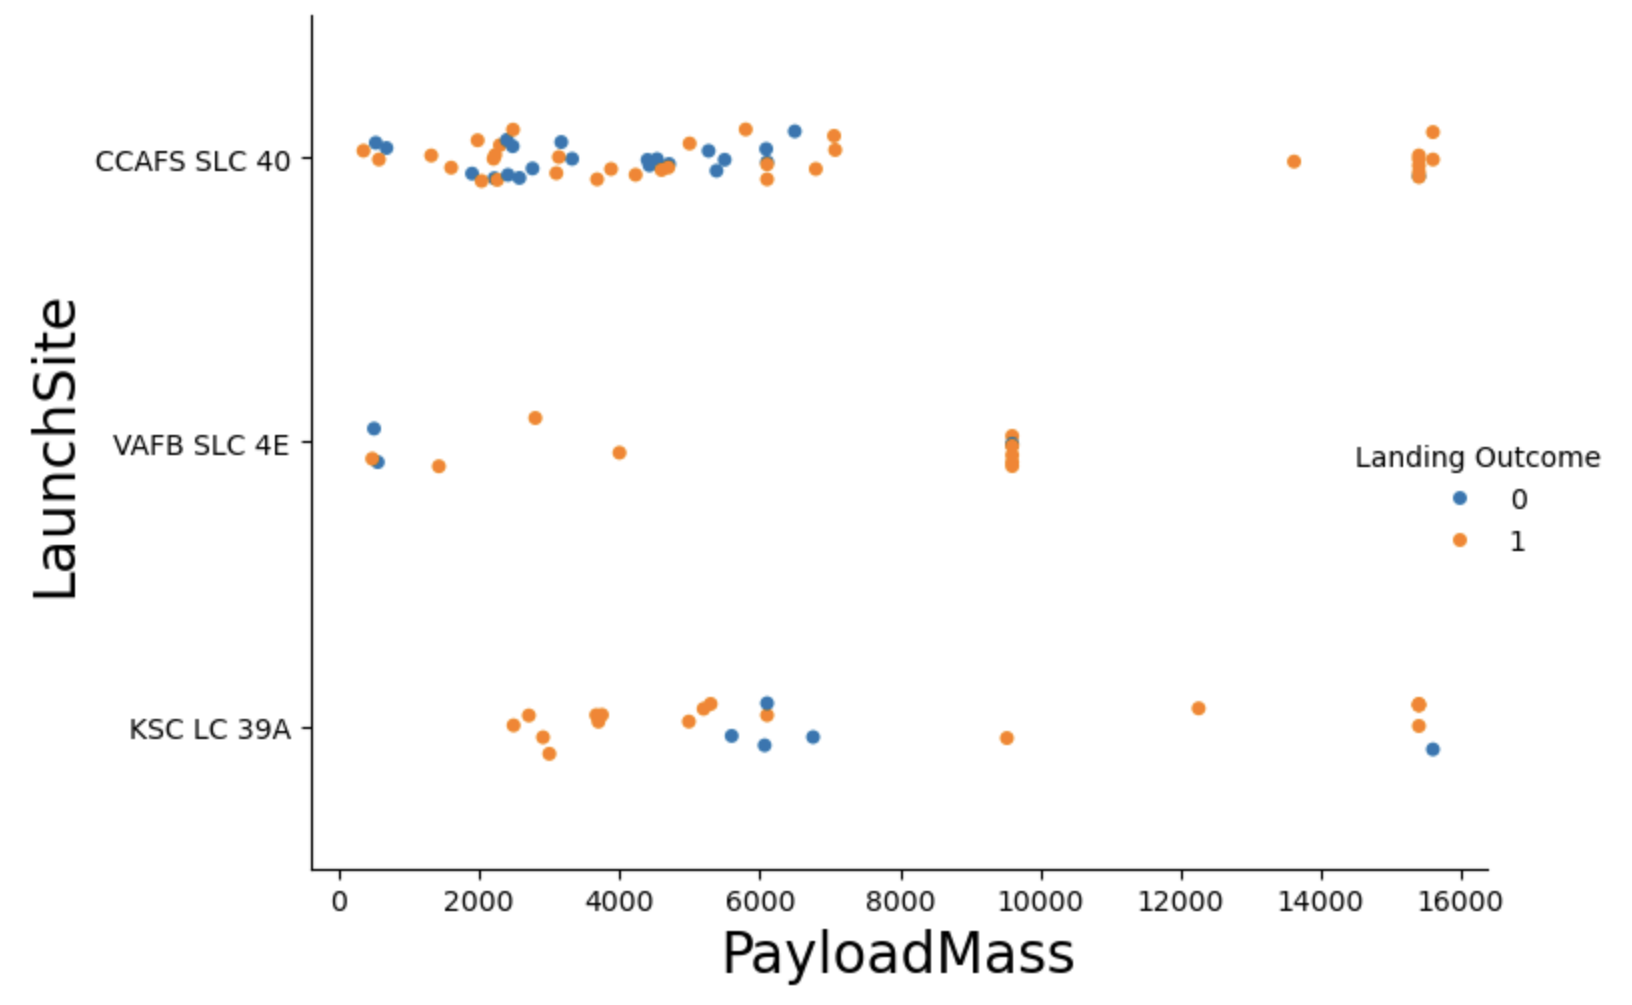 LaunchSite
CCAFS SLC 40
VAFB SLC 4E
KSC LC 39A
Landing Outcome
0
1
0 2000 4000 6000 8000 10000 12000 14000 16000
PayloadMass